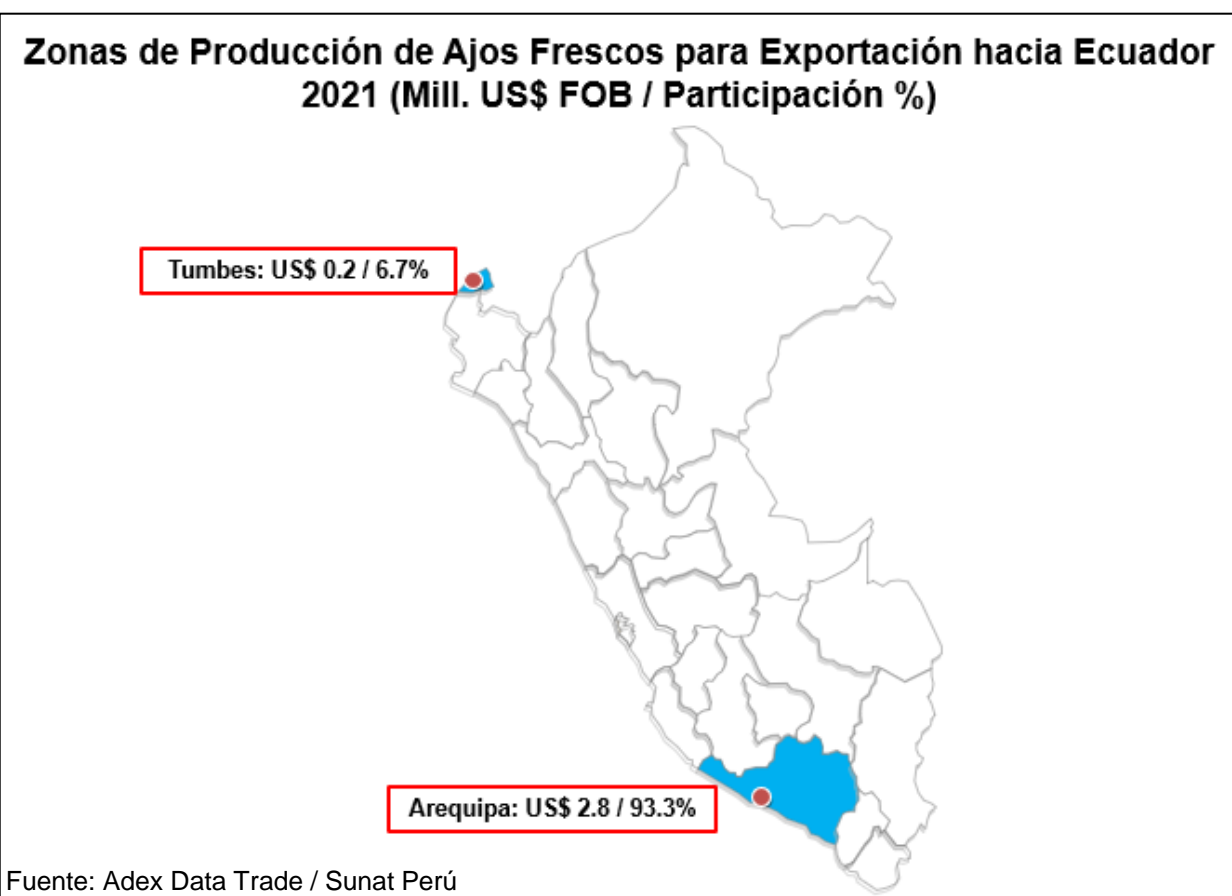 Zonas de Producción de Ajos Frescos para Exportación hacia Ecuador
2021 (Mill. US$ FOB / Participación %)
Tumbes: US$ 0.2 / 6.7%
Arequipa: US$ 2.8 / 93.3%
Fuente: Adex Data Trade / Sunat Perú